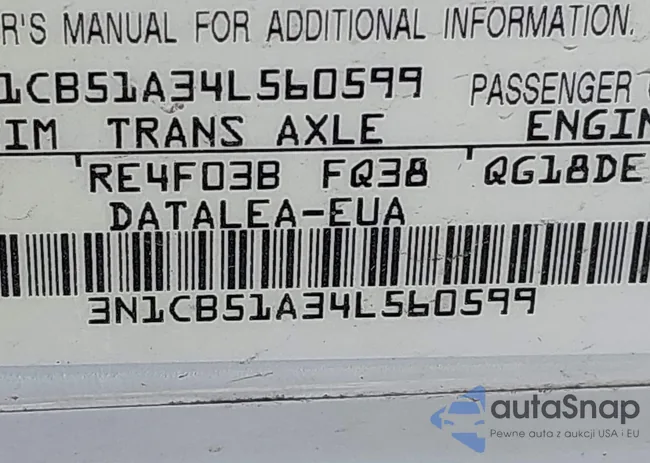 R'S MANUAL FOR ADDITIONAL INFORMATION.
1CB51A34L560599 PASSENGER
IM TRANS AXLE ENGIN
RE4F03B FQ38 QG18DE
DATALEA-EUA
3N1CB51A34L560599
autaSnap
Pewne auta z aukcji USA i EU